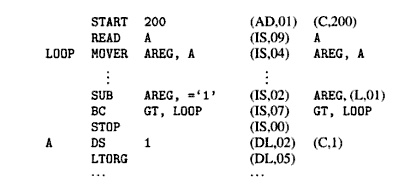 START 200 (AD,01) (C,200)
READ A (IS,09) A
LOOP MOVER AREG, A (IS,04) AREG, A
⋮ ⋮
SUB AREG, ='1' (IS,02) AREG, (L,01)
BC GT, LOOP (IS,07) GT, LOOP
STOP (IS,00)
A DS 1 (DL,02) (C,1)
LTORG (DL,05)
... ...